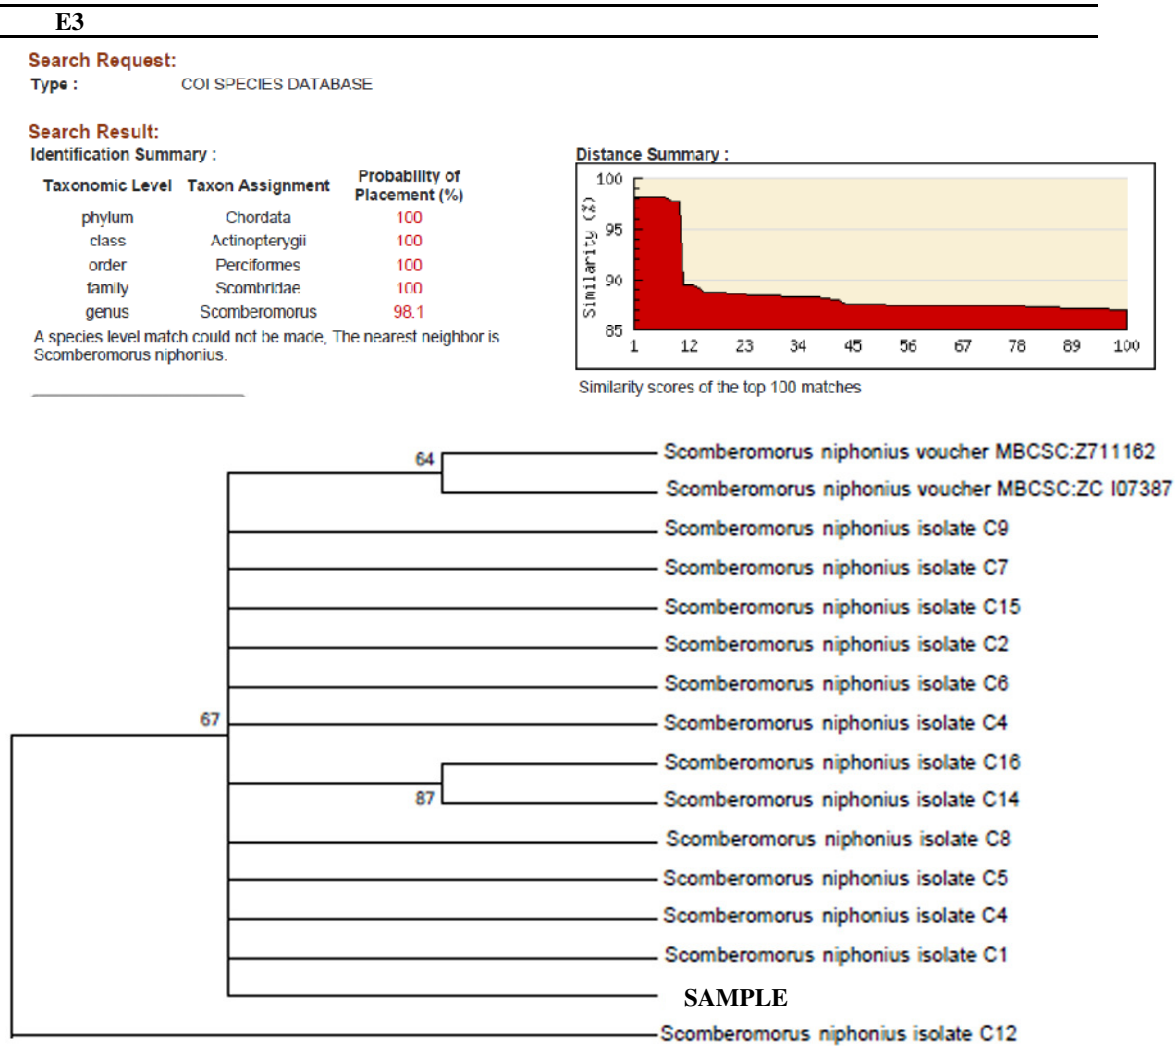 E3
Search Request:
Type : COI SPECIES DATABASE
Search Result:
Identification Summary :
Taxonomic Level Taxon Assignment Probability of Placement (%)
phylum Chordata 100
class Actinopterygii 100
order Perciformes 100
family Scombridae 100
genus Scomberomorus 98.1
A species level match could not be made, The nearest neighbor is
Scomberomorus niphonius.
Distance Summary :
Similarity (%)
100
95
90
85
1 12 23 34 45 56 67 78 89 100
Similarity scores of the top 100 matches
64
Scomberomorus niphonius voucher MBCSC:Z711162
Scomberomorus niphonius voucher MBCSC:ZC I07387
Scomberomorus niphonius isolate C9
Scomberomorus niphonius isolate C7
Scomberomorus niphonius isolate C15
Scomberomorus niphonius isolate C2
Scomberomorus niphonius isolate C6
67
Scomberomorus niphonius isolate C4
Scomberomorus niphonius isolate C16
87
Scomberomorus niphonius isolate C14
Scomberomorus niphonius isolate C8
Scomberomorus niphonius isolate C5
Scomberomorus niphonius isolate C4
Scomberomorus niphonius isolate C1
SAMPLE
Scomberomorus niphonius isolate C12